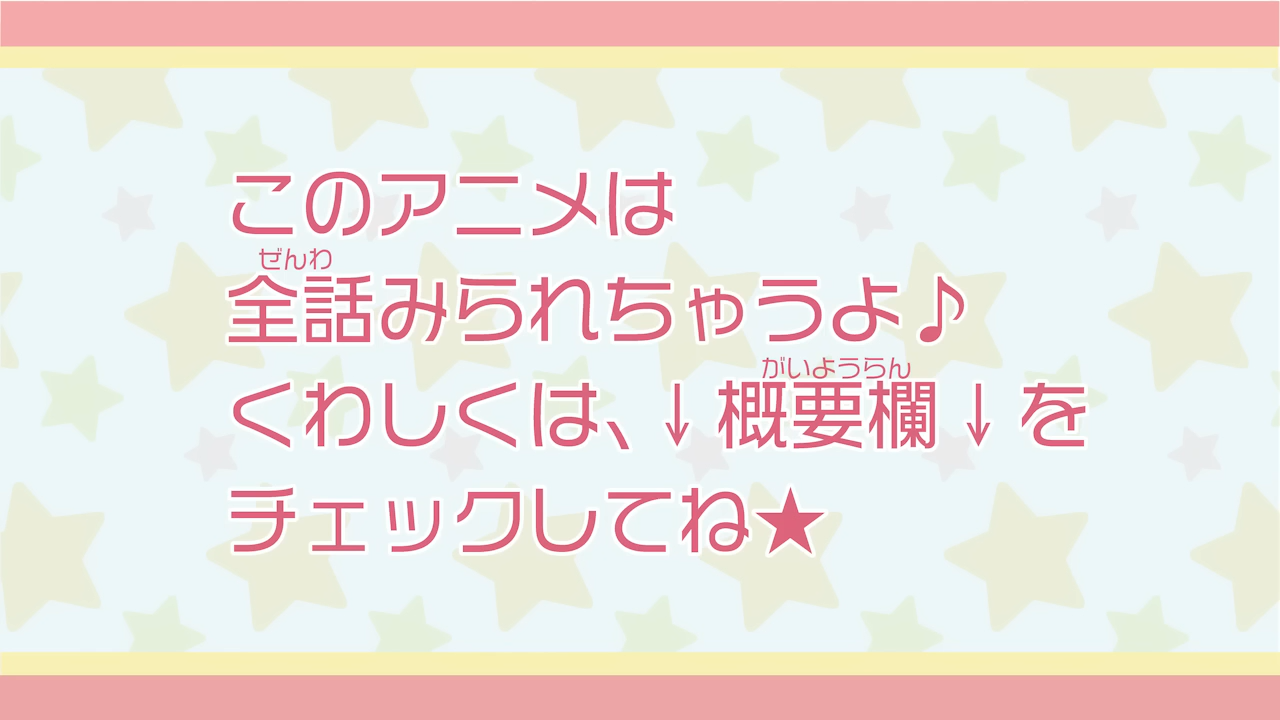 このアニメは
ぜんわ
全話みられちゃうよ♪
がいようらん
くわしくは、↓概要欄↓を
チェックしてね★